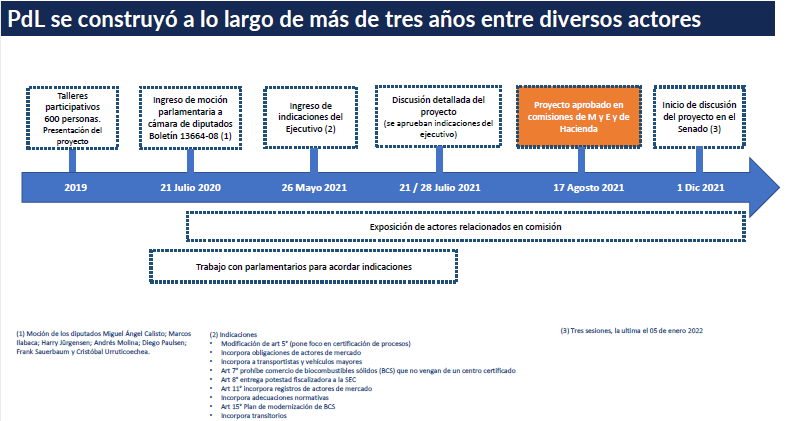 PdL se construyó a lo largo de más de tres años entre diversos actores
Talleres
participativos
600 personas.
Presentación del
proyecto
Ingreso de moción
parlamentaria a
cámara de diputados
Boletín 13664-08 (1)
Ingreso de
indicaciones del
Ejecutivo (2)
Discusión detallada del
proyecto
(se aprueban indicaciones del
ejecutivo)
Proyecto aprobado en
comisiones de M y E y de
Hacienda
Inicio de discusión
del proyecto en el
Senado (3)
2019
21 Julio 2020
26 Mayo 2021
21 / 28 Julio 2021
17 Agosto 2021
1 Dic 2021
Exposición de actores relacionados en comisión
Trabajo con parlamentarios para acordar indicaciones
(1) Moción de los diputados Miguel Ángel Calisto; Marcos
Ilabaca; Harry Jürgensen; Andrés Molina; Diego Paulsen;
Frank Sauerbaum y Cristóbal Urruticoechea.
(2) Indicaciones
• Modificación de art 5° (pone foco en certificación de procesos)
• Incorpora obligaciones de actores de mercado
• Incorpora a transportistas y vehículos mayores
• Art 7° prohíbe comercio de biocombustibles sólidos (BCS) que no vengan de un centro certificado
• Art 8° entrega potestad fiscalizadora a la SEC
• Art 11° incorpora registros de actores de mercado
• Incorpora adecuaciones normativas
• Art 15° Plan de modernización de BCS
• Incorpora transitorios
(3) Tres sesiones, la ultima el 05 de enero 2022